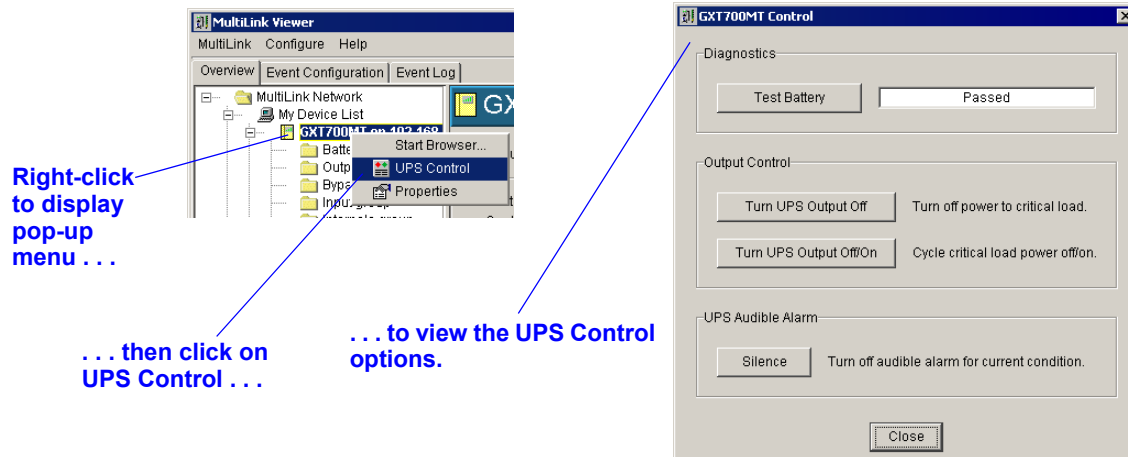 MultiLink Viewer
MultiLink Configure Help
Overview Event Configuration Event Log
MultiLink Network
My Device List
GXT700MT on 192.168
Start Browser...
UPS Control
Properties
Right-click
to display
pop-up
menu . . .
. . . then click on
UPS Control . . .
. . . to view the UPS Control
options.
GXT700MT Control
Diagnostics
Test Battery Passed
Output Control
Turn UPS Output Off Turn off power to critical load.
Turn UPS Output Off/On Cycle critical load power off/on.
UPS Audible Alarm
Silence Turn off audible alarm for current condition.
Close